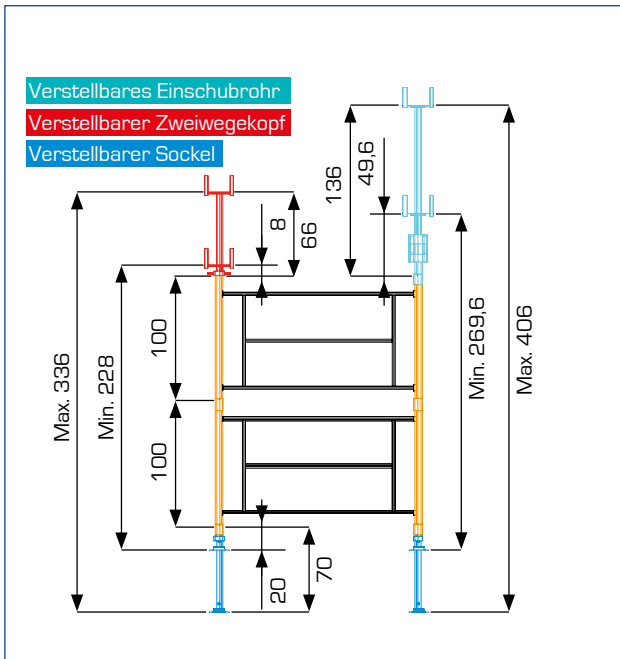 Verstellbares Einschubrohr
Verstellbarer Zweiwegekopf
Verstellbarer Sockel
136
49,6
8
66
100
100
Max. 336
Min. 228
Min. 269,6
Max. 406
20
70